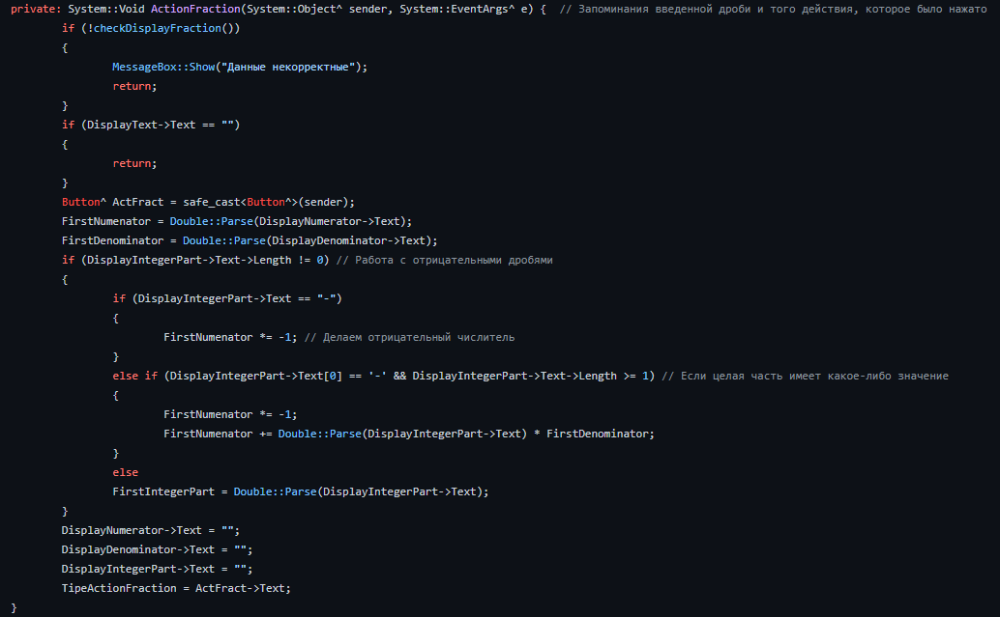 private: System::Void ActionFraction(System::Object^ sender, System::EventArgs^ e) {  // Запоминания введенной дроби и того действия, которое было нажато
        if (!checkDisplayFraction())
        {
                MessageBox::Show("Данные некорректные");
                return;
        }
        if (DisplayText->Text == "")
        {
                return;
        }
        Button^ ActFract = safe_cast<Button^>(sender);
        FirstNumenator = Double::Parse(DisplayNumerator->Text);
        FirstDenominator = Double::Parse(DisplayDenominator->Text);
        if (DisplayIntegerPart->Text->Length != 0) // Работа с отрицательными дробями
        {
                if (DisplayIntegerPart->Text == "-")
                {
                        FirstNumenator *= -1; // Делаем отрицательный числитель
                }
                else if (DisplayIntegerPart->Text[0] == '-' && DisplayIntegerPart->Text->Length >= 1) // Если целая часть имеет какое-либо значение
                {
                        FirstNumenator *= -1;
                        FirstNumenator += Double::Parse(DisplayIntegerPart->Text) * FirstDenominator;
                }
                else
                FirstIntegerPart = Double::Parse(DisplayIntegerPart->Text);
        }
        DisplayNumerator->Text = "";
        DisplayDenominator->Text = "";
        DisplayIntegerPart->Text = "";
        TipeActionFraction = ActFract->Text;
}